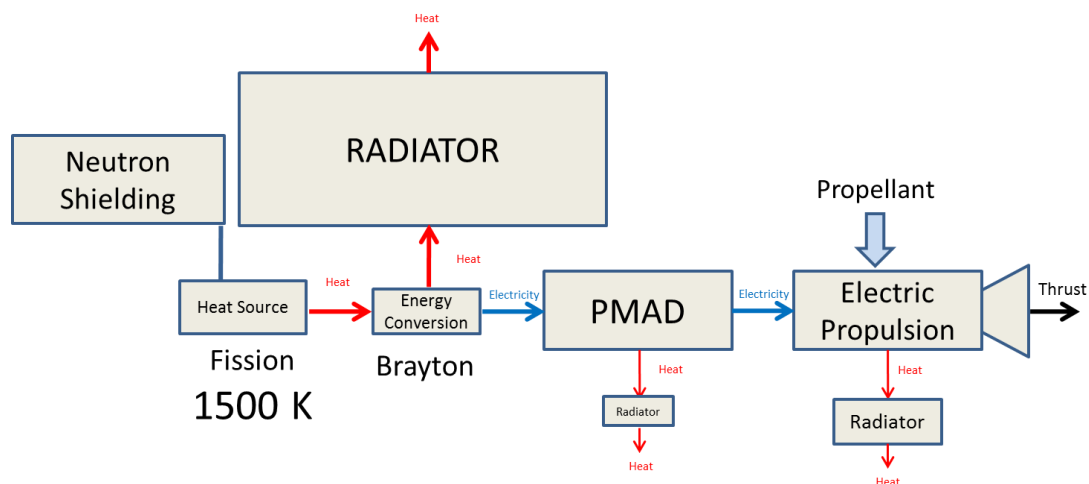 Heat
RADIATOR
Neutron
Shielding
Propellant
Heat
Heat
Electricity
Electricity
Thrust
Heat Source
Energy
Conversion
PMAD
Electric
Propulsion
Fission
Brayton
1500 K
Heat
Heat
Radiator
Radiator
Heat
Heat